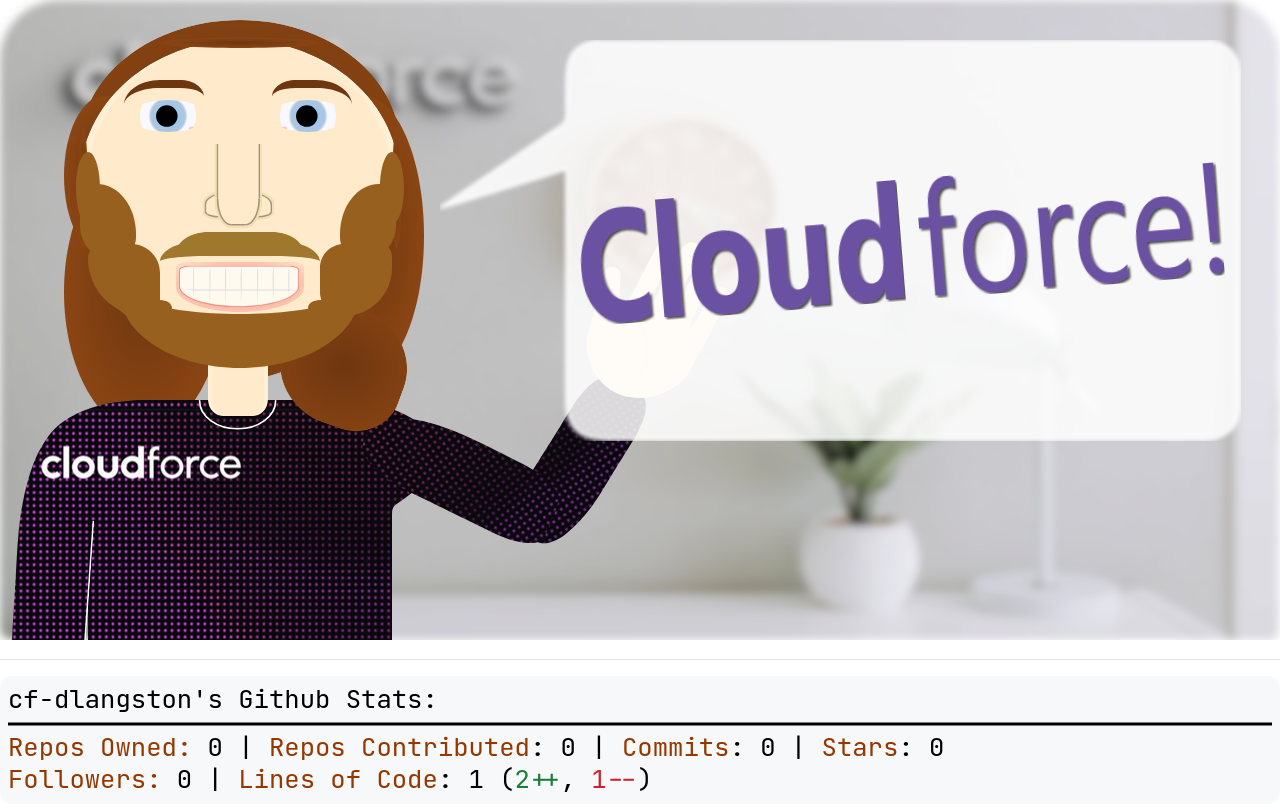 cloudforce
Cloudforce!
cloudforce
cf-dlangston's Github Stats:
Repos Owned: 0 | Repos Contributed: 0 | Commits: 0 | Stars: 0
Followers: 0 | Lines of Code: 1 (2++, 1--)